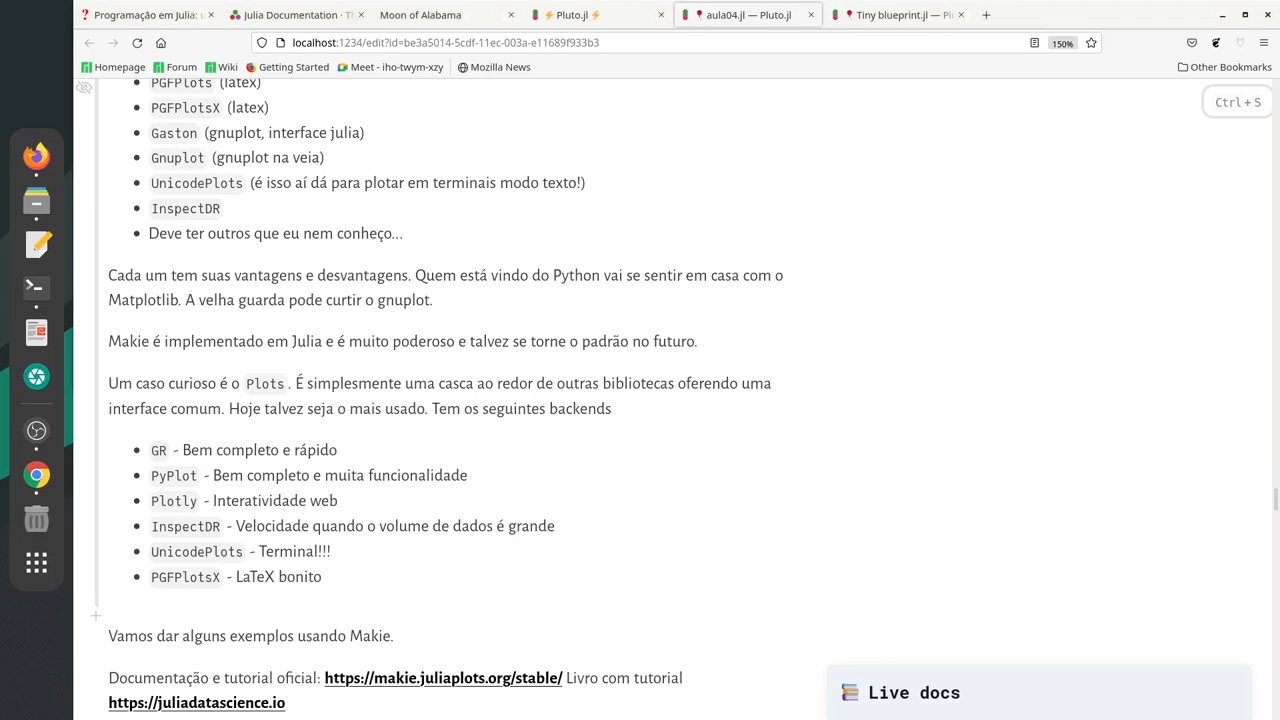 Programação em Julia: u
Julia Documentation · Th
Moon of Alabama
⚡ Pluto.jl ⚡
aula04.jl — Pluto.jl
Tiny blueprint.jl — Plu
localhost:1234/edit?id=be3a5014-5cdf-11ec-003a-e11689f933b3
150%
Homepage Forum Wiki Getting Started Meet - iho-twym-xzy Mozilla News Other Bookmarks
Ctrl + S
• PGFPlots (latex)
• PGFPlotsX (latex)
• Gaston (gnuplot, interface julia)
• Gnuplot (gnuplot na veia)
• UnicodePlots (é isso aí dá para plotar em terminais modo texto!)
• InspectDR
• Deve ter outros que eu nem conheço...
Cada um tem suas vantagens e desvantagens. Quem está vindo do Python vai se sentir em casa com o
Matplotlib. A velha guarda pode curtir o gnuplot.
Makie é implementado em Julia e é muito poderoso e talvez se torne o padrão no futuro.
Um caso curioso é o Plots. É simplesmente uma casca ao redor de outras bibliotecas oferendo uma
interface comum. Hoje talvez seja o mais usado. Tem os seguintes backends
• GR - Bem completo e rápido
• PyPlot - Bem completo e muita funcionalidade
• Plotly - Interatividade web
• InspectDR - Velocidade quando o volume de dados é grande
• UnicodePlots - Terminal!!!
• PGFPlotsX - LaTeX bonito
Vamos dar alguns exemplos usando Makie.
Documentação e tutorial oficial: https://makie.juliaplots.org/stable/ Livro com tutorial
https://juliadatascience.io
Live docs